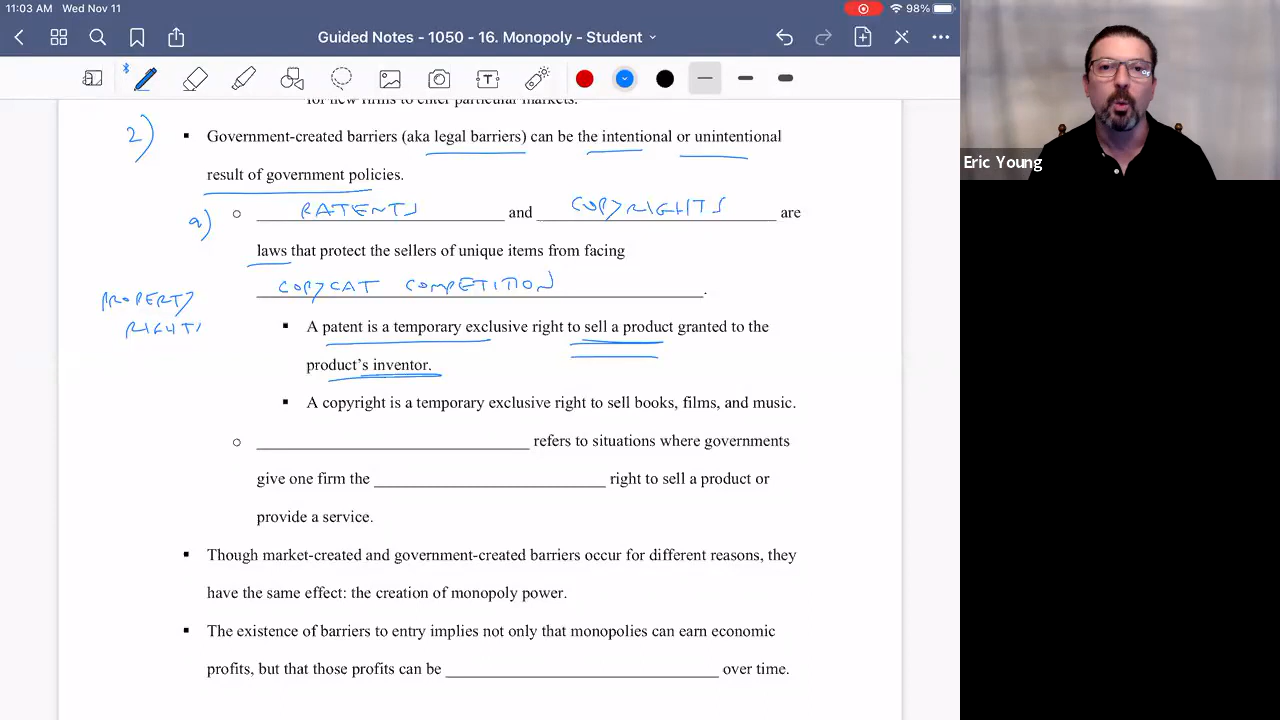 11:03 AM Wed Nov 11
98%
Guided Notes - 1050 - 16. Monopoly - Student
T
for new firms to enter particular markets.
2)
▪ Government-created barriers (aka legal barriers) can be the intentional or unintentional
result of government policies.
a)
○ PATENTS and COPYRIGHTS are
laws that protect the sellers of unique items from facing
COPYCAT COMPETITION.
PROPERTY
RIGHTS
▪ A patent is a temporary exclusive right to sell a product granted to the
product's inventor.
▪ A copyright is a temporary exclusive right to sell books, films, and music.
○ ____ refers to situations where governments
give one firm the ____ right to sell a product or
provide a service.
▪ Though market-created and government-created barriers occur for different reasons, they
have the same effect: the creation of monopoly power.
▪ The existence of barriers to entry implies not only that monopolies can earn economic
profits, but that those profits can be ____ over time.
Eric Young